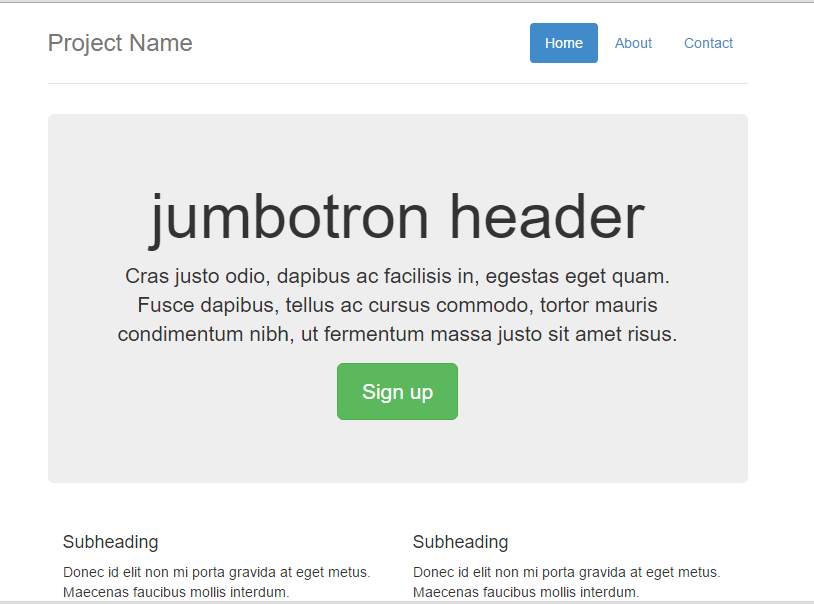 Project Name
Home About Contact
jumbotron header
Cras justo odio, dapibus ac facilisis in, egestas eget quam.
Fusce dapibus, tellus ac cursus commodo, tortor mauris
condimentum nibh, ut fermentum massa justo sit amet risus.
Sign up
Subheading
Donec id elit non mi porta gravida at eget metus.
Maecenas faucibus mollis interdum.
Subheading
Donec id elit non mi porta gravida at eget metus.
Maecenas faucibus mollis interdum.